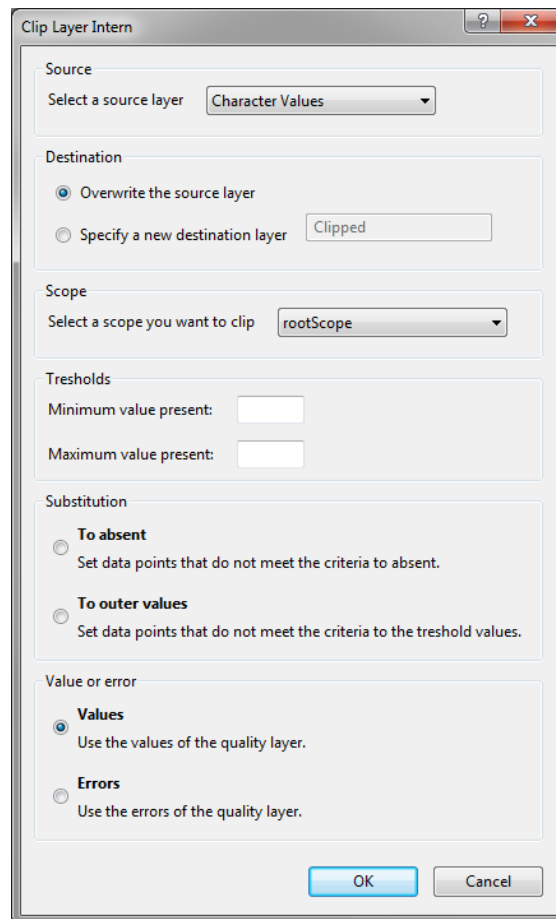 Clip Layer Intern
Source
Select a source layer Character Values
Destination
Overwrite the source layer
Specify a new destination layer Clipped
Scope
Select a scope you want to clip rootScope
Tresholds
Minimum value present:
Maximum value present:
Substitution
To absent
Set data points that do not meet the criteria to absent.
To outer values
Set data points that do not meet the criteria to the treshold values.
Value or error
Values
Use the values of the quality layer.
Errors
Use the errors of the quality layer.
OK Cancel